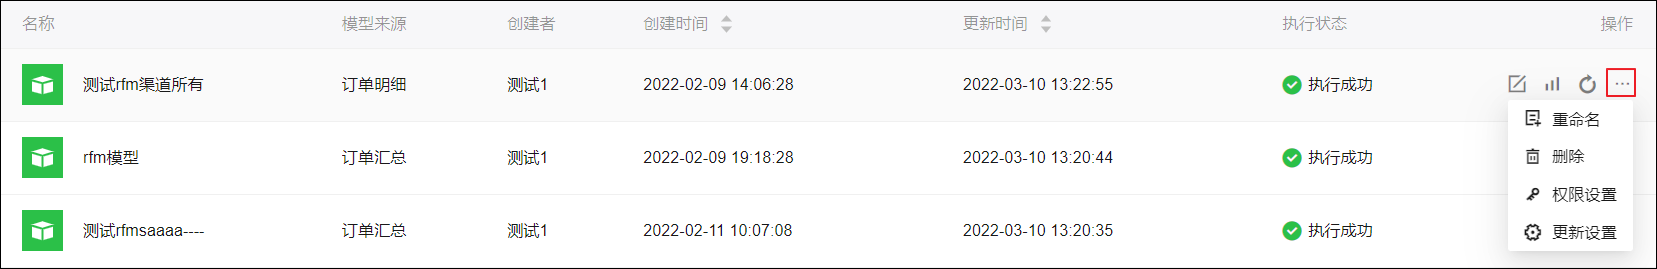 名称 模型来源 创建者 创建时间 更新时间 执行状态 操作
测试rfm渠道所有 订单明细 测试1 2022-02-09 14:06:28 2022-03-10 13:22:55 执行成功
重命名
rfm模型 订单汇总 测试1 2022-02-09 19:18:28 2022-03-10 13:20:44 执行成功 删除
权限设置
测试rfmsaaaa---- 订单汇总 测试1 2022-02-11 10:07:08 2022-03-10 13:20:35 执行成功 更新设置